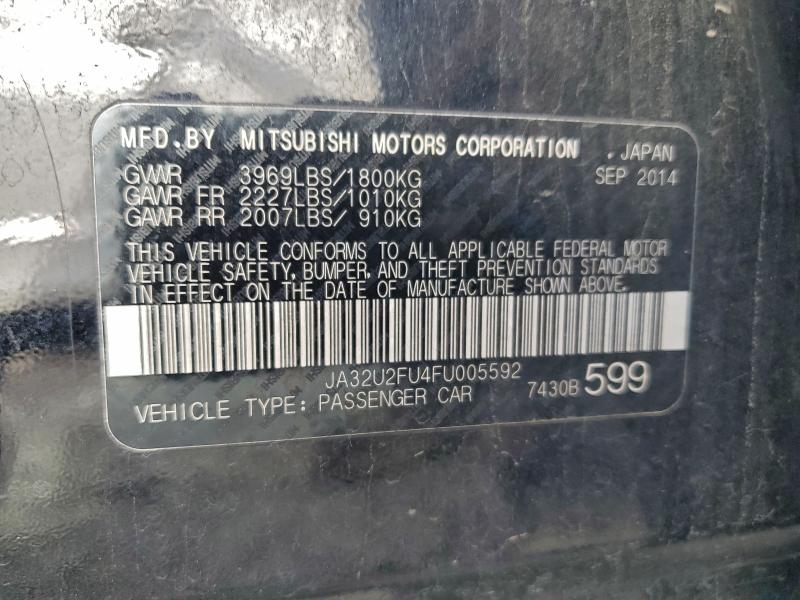 MFD.BY MITSUBISHI MOTORS CORPORATION . JAPAN
GVWR 3969LBS/1800KG SEP 2014
GAWR FR 2227LBS/1010KG
GAWR RR 2007LBS/ 910KG
THIS VEHICLE CONFORMS TO ALL APPLICABLE FEDERAL MOTOR
VEHICLE SAFETY, BUMPER, AND THEFT PREVENTION STANDARDS
IN EFFECT ON THE DATE OF MANUFACTURE SHOWN ABOVE.
JA32U2FU4FU005592
VEHICLE TYPE: PASSENGER CAR 7430B 599